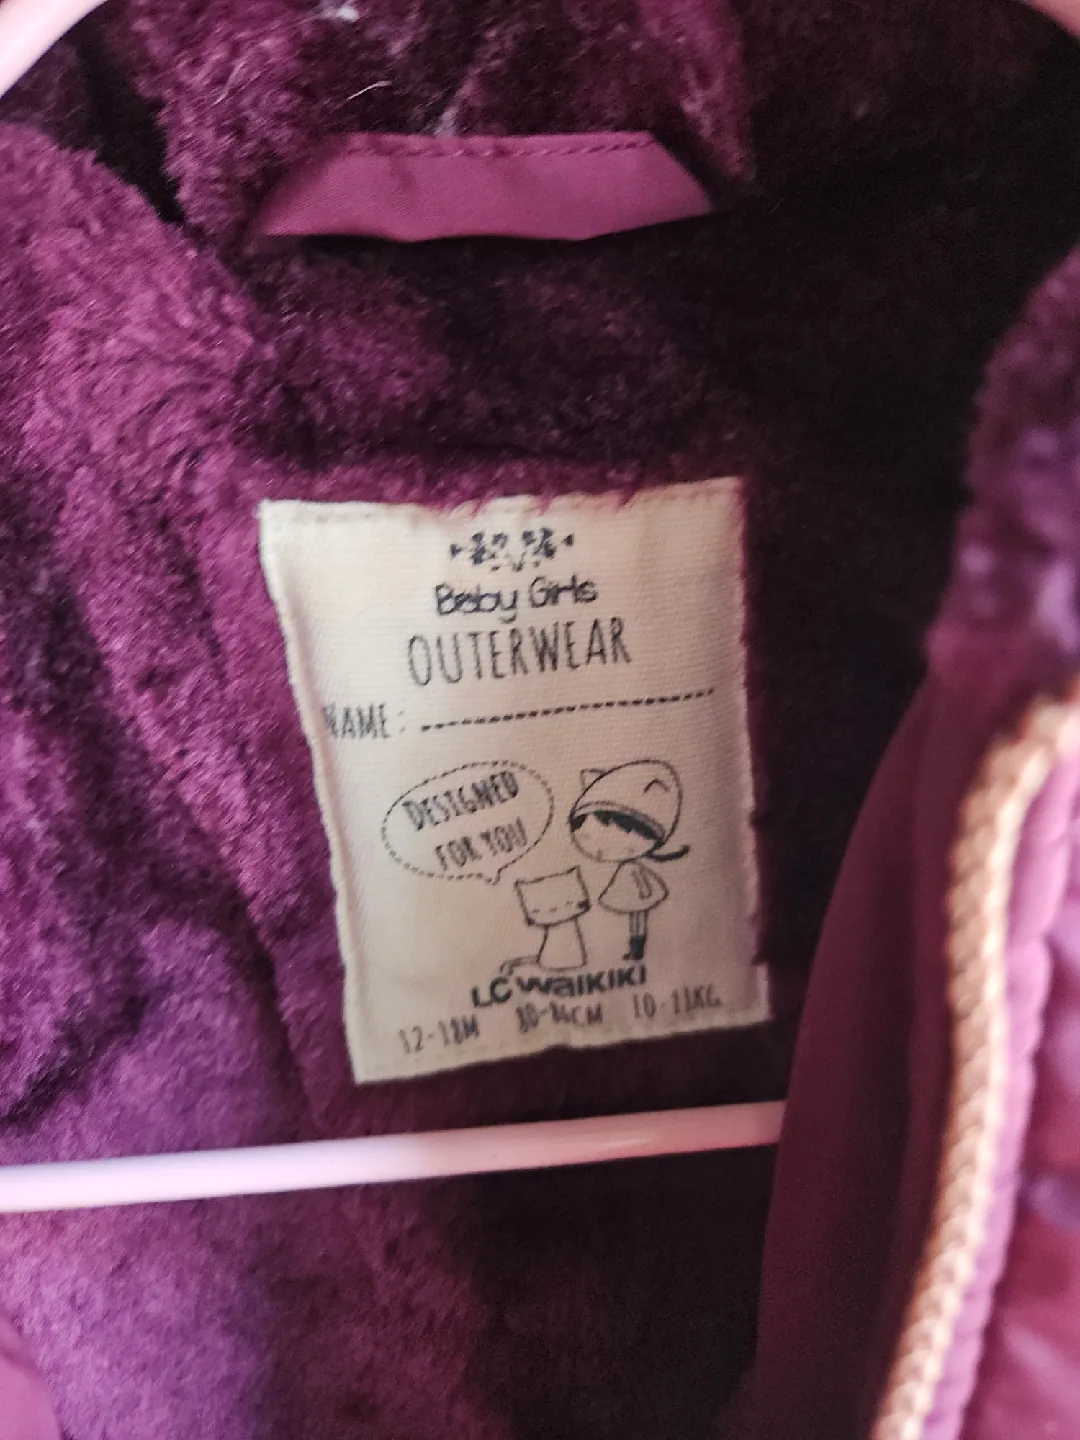 Baby Girls
OUTERWEAR
NAME: ----------------
DESIGNED
FOR YOU
LC WAIKIKI
12-18M 80-86CM 10-11KG